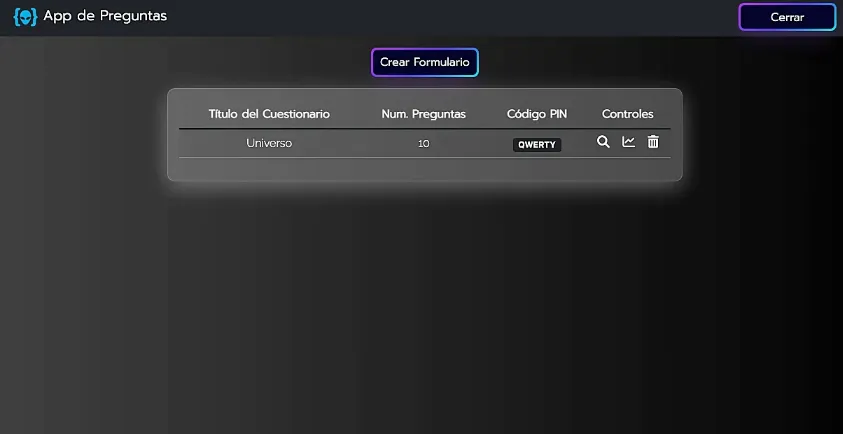 App de Preguntas
Cerrar
Crear Formulario
Título del Cuestionario Num. Preguntas Código PIN Controles
Universo 10 QWERTY